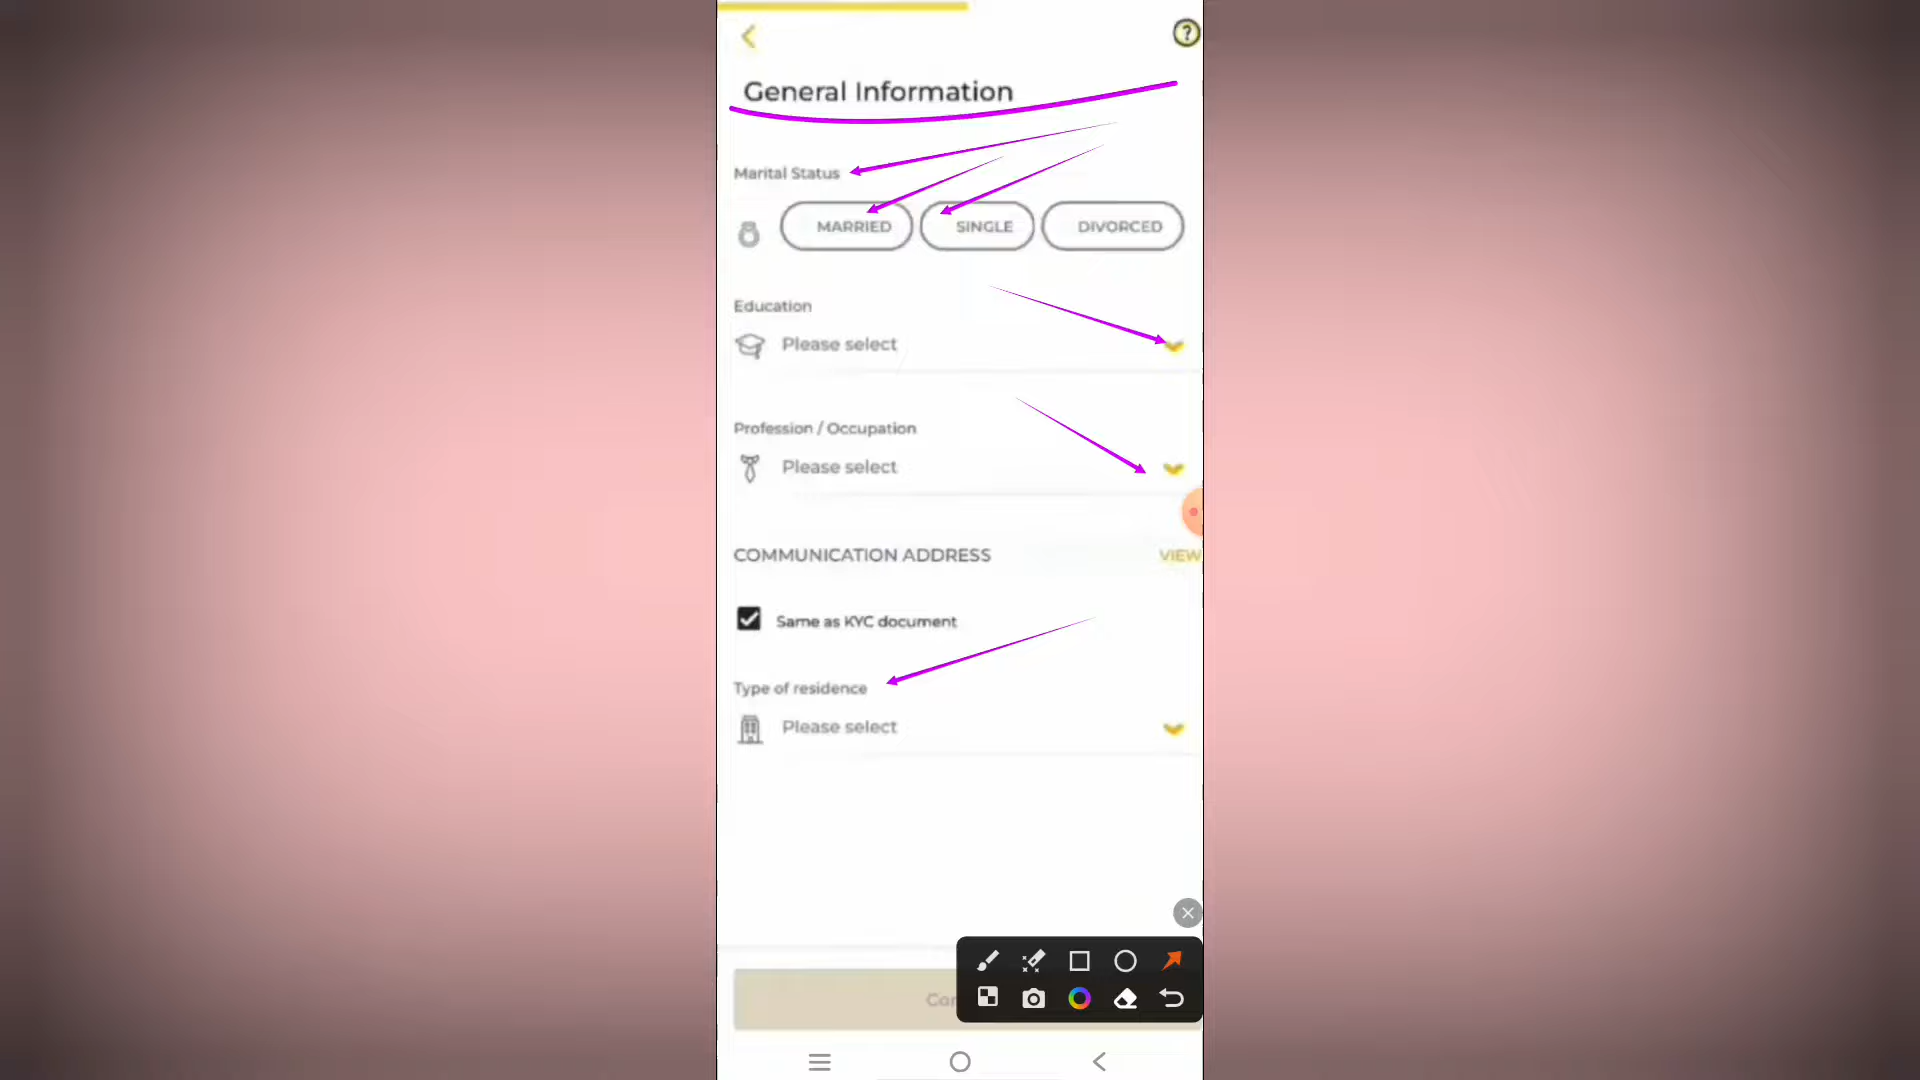 General Information
Marital Status
MARRIED SINGLE DIVORCED
Education
Please select
Profession / Occupation
Please select
COMMUNICATION ADDRESS VIEW
Same as KYC document
Type of residence
Please select